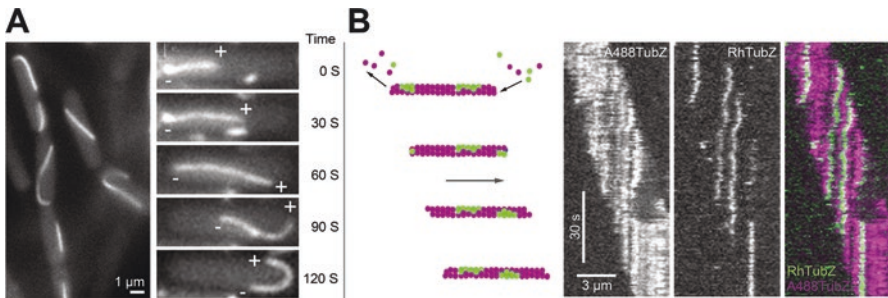 A
B
Time
0 S
30 S
60 S
90 S
120 S
+
-
+
-
-
+
+
-
+
-
1 µm
A488TubZ
RhTubZ
30 s
3 µm
RhTubZ
A488TubZ